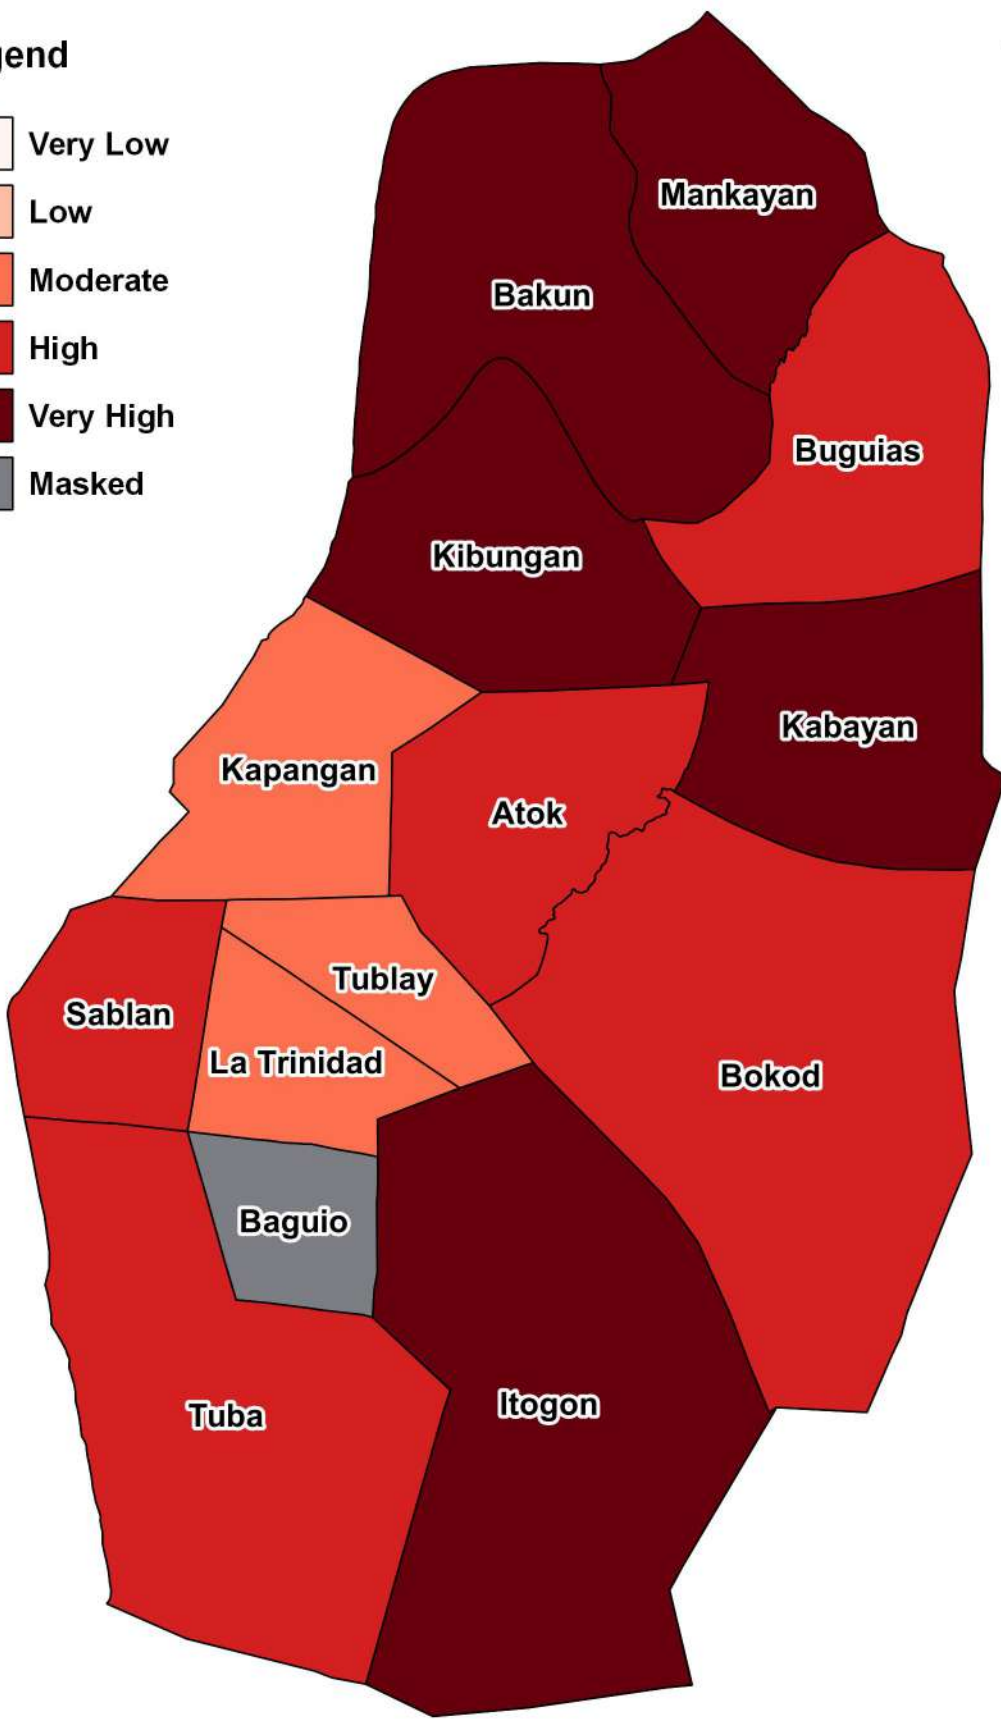 gend
Very Low
Low
Moderate
High
Very High
Masked
Mankayan
Bakun
Buguias
Kibungan
Kabayan
Kapangan
Atok
Tublay
Sablan
La Trinidad
Bokod
Baguio
Itogon
Tuba